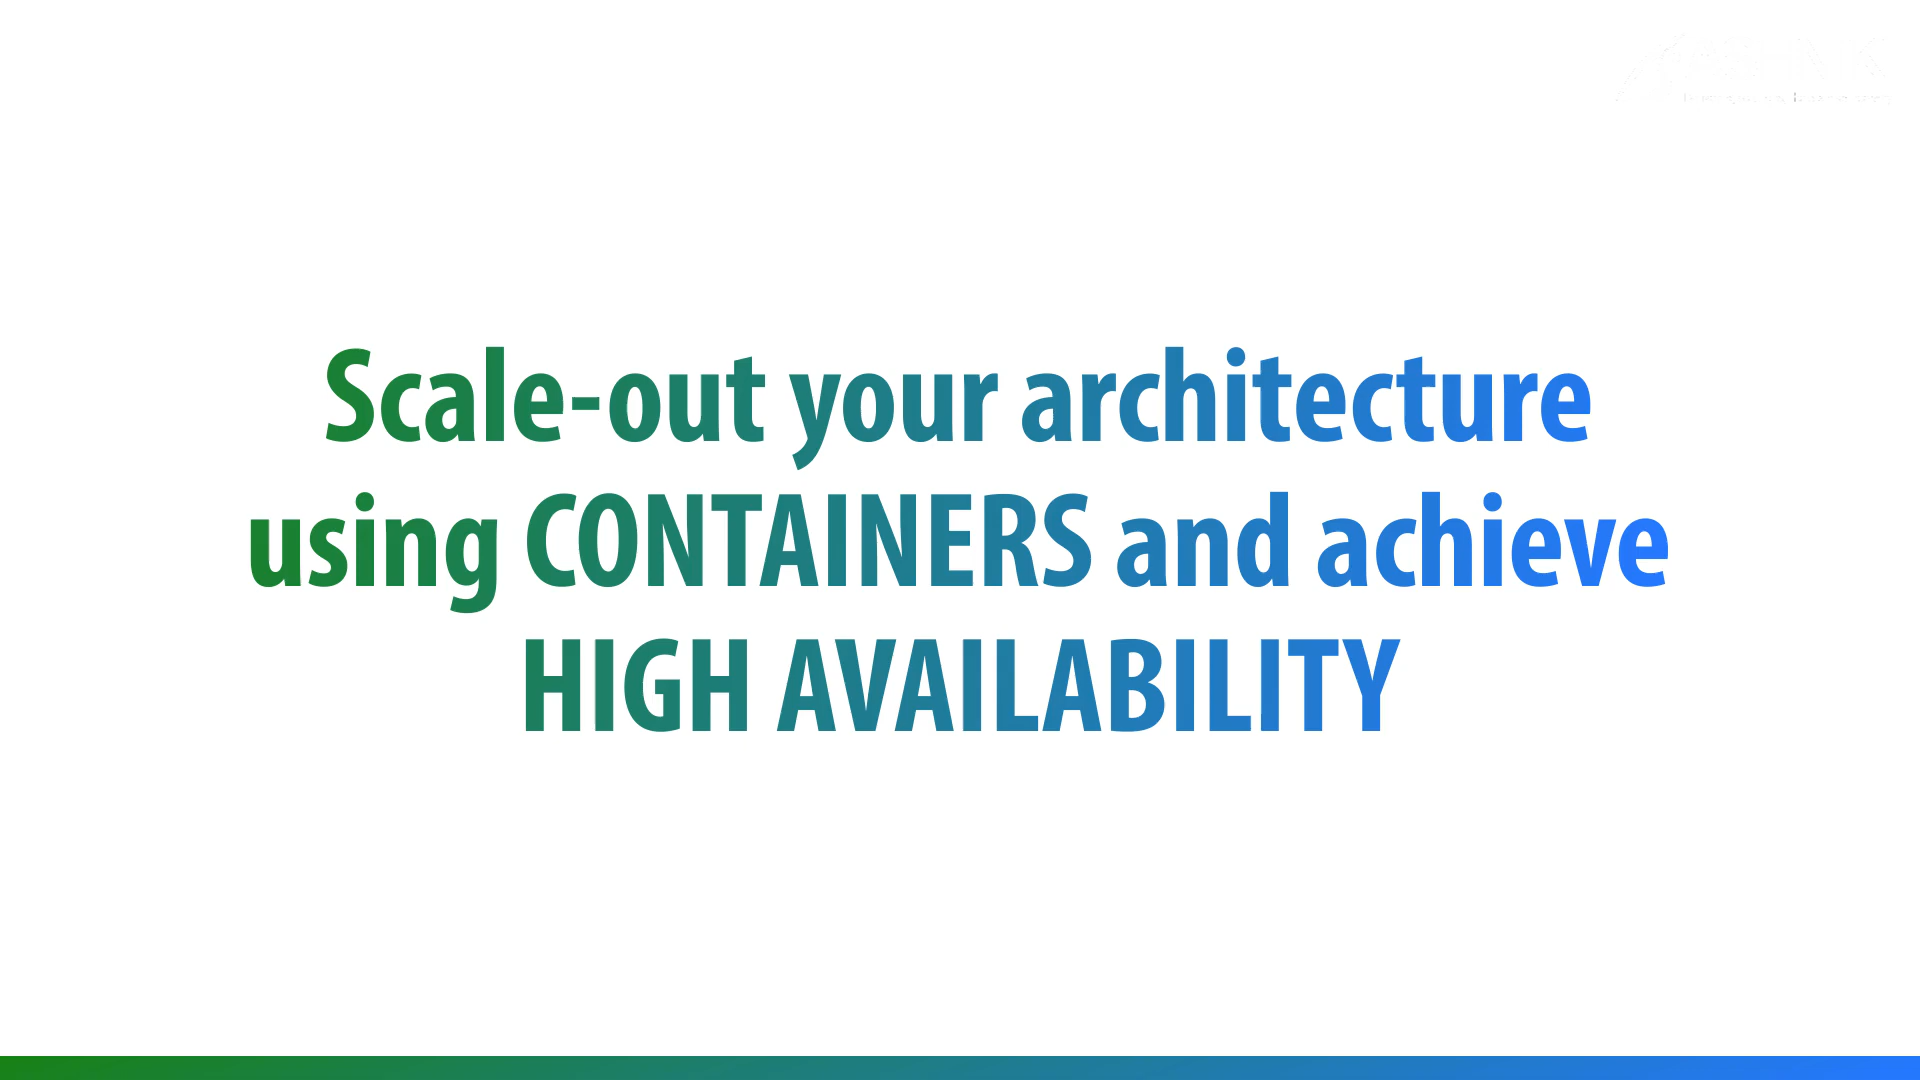 Scale-out your architecture
using CONTAINERS and achieve
HIGH AVAILABILITY